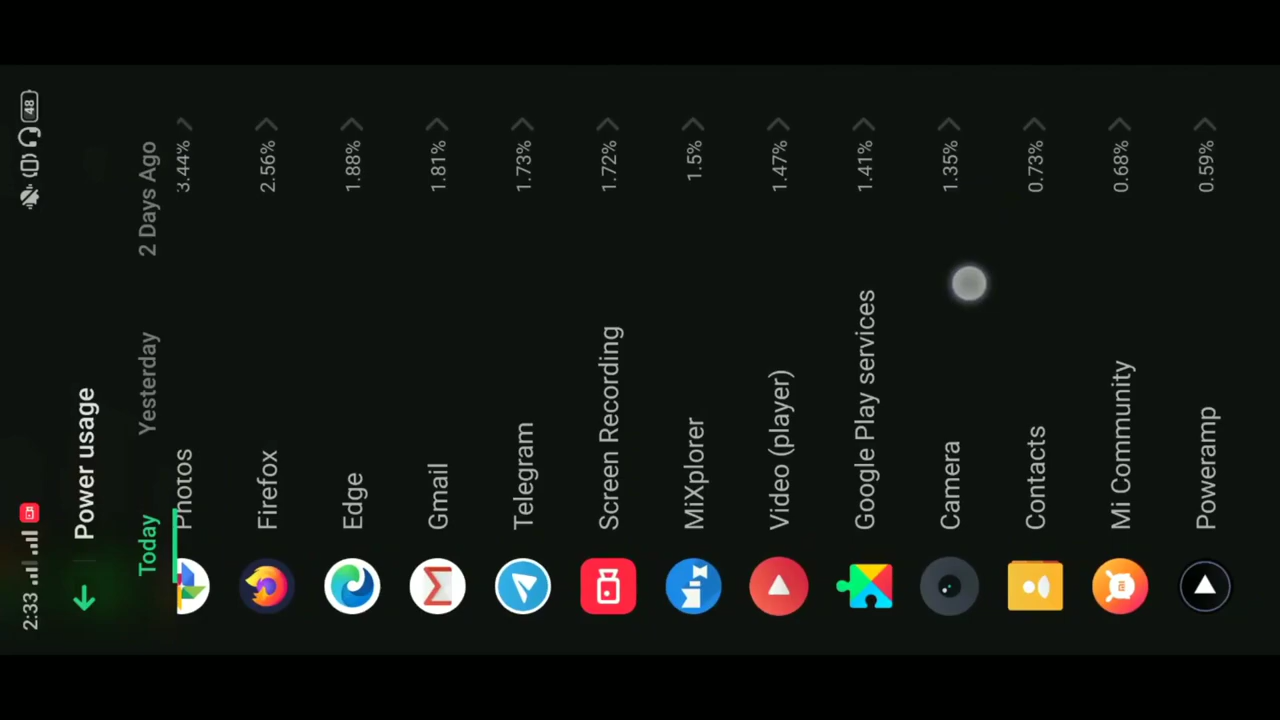 2:33
48
Power usage
Today Yesterday 2 Days Ago
Photos 3.44%
Firefox 2.56%
Edge 1.88%
Gmail 1.81%
Telegram 1.73%
Screen Recording 1.72%
MiXplorer 1.5%
Video (player) 1.47%
Google Play services 1.41%
Camera 1.35%
Contacts 0.73%
Mi Community 0.68%
Poweramp 0.59%